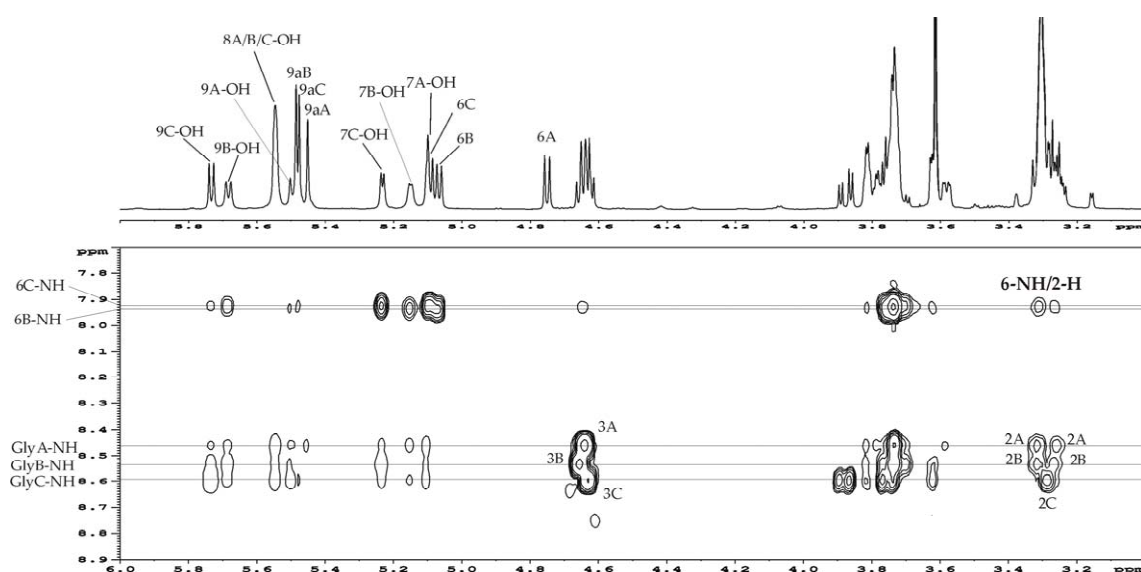 8A/B/C-OH
9aB
9A-OH
9aC
7B-OH
7A-OH
9aA
6C
9C-OH
9B-OH
7C-OH
6B
6A
5.8 5.6 5.4 5.2 5.0 4.8 4.6 4.4 4.2 4.0 3.8 3.6 3.4 3.2 ppm
ppm
7.8
6C-NH
7.9
6-NH/2-H
6B-NH
8.0
8.1
8.2
8.3
8.4
3A
GlyA-NH
2A 2A
8.5
GlyB-NH
3B
2B 2B
GlyC-NH
8.6
3C
2C
8.7
8.8
8.9
6.0 5.8 5.6 5.4 5.2 5.0 4.8 4.6 4.4 4.2 4.0 3.8 3.6 3.4 3.2 ppm